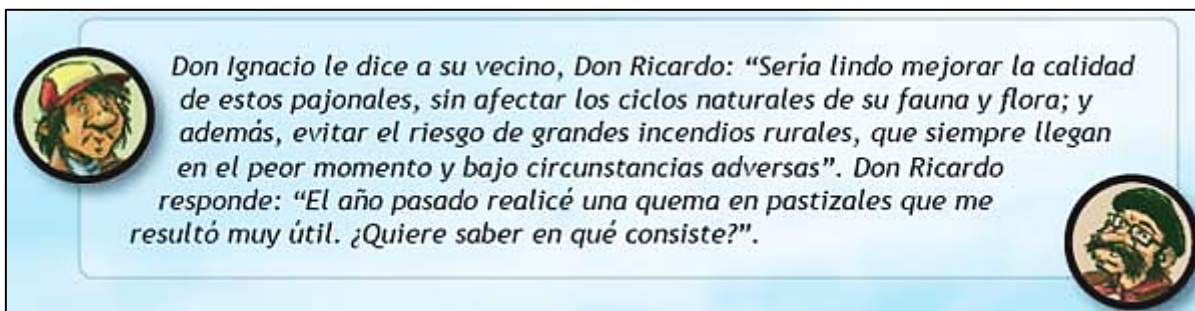 Don Ignacio le dice a su vecino, Don Ricardo: “Sería lindo mejorar la calidad
de estos pajonales, sin afectar los ciclos naturales de su fauna y flora; y
además, evitar el riesgo de grandes incendios rurales, que siempre llegan
en el peor momento y bajo circunstancias adversas”. Don Ricardo
responde: “El año pasado realicé una quema en pastizales que me
resultó muy útil. ¿Quiere saber en qué consiste?”.